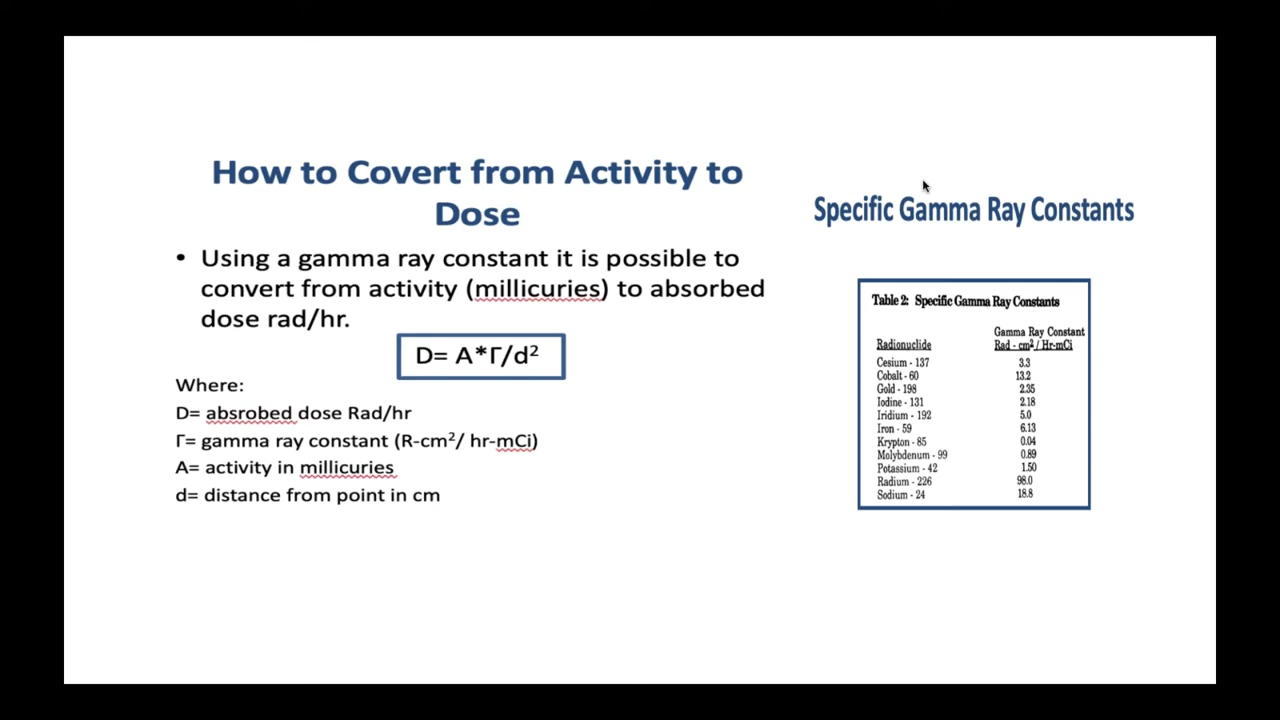 How to Covert from Activity to
Dose
• Using a gamma ray constant it is possible to
convert from activity (millicuries) to absorbed
dose rad/hr.
D= A*Γ/d²
Where:
D= absrobed dose Rad/hr
Γ= gamma ray constant (R-cm²/ hr-mCi)
A= activity in millicuries
d= distance from point in cm
Specific Gamma Ray Constants
Table 2: Specific Gamma Ray Constants
Gamma Ray Constant
Radionuclide Rad - cm² / Hr-mCi
Cesium - 137 3.3
Cobalt - 60 13.2
Gold - 198 2.35
Iodine - 131 2.18
Iridium - 192 5.0
Iron - 59 6.13
Krypton - 85 0.04
Molybdenum - 99 0.89
Potassium - 42 1.50
Radium - 226 98.0
Sodium - 24 18.8